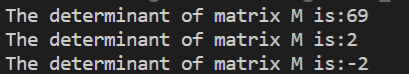 The determinant of matrix M is:69
The determinant of matrix M is:2
The determinant of matrix M is:-2